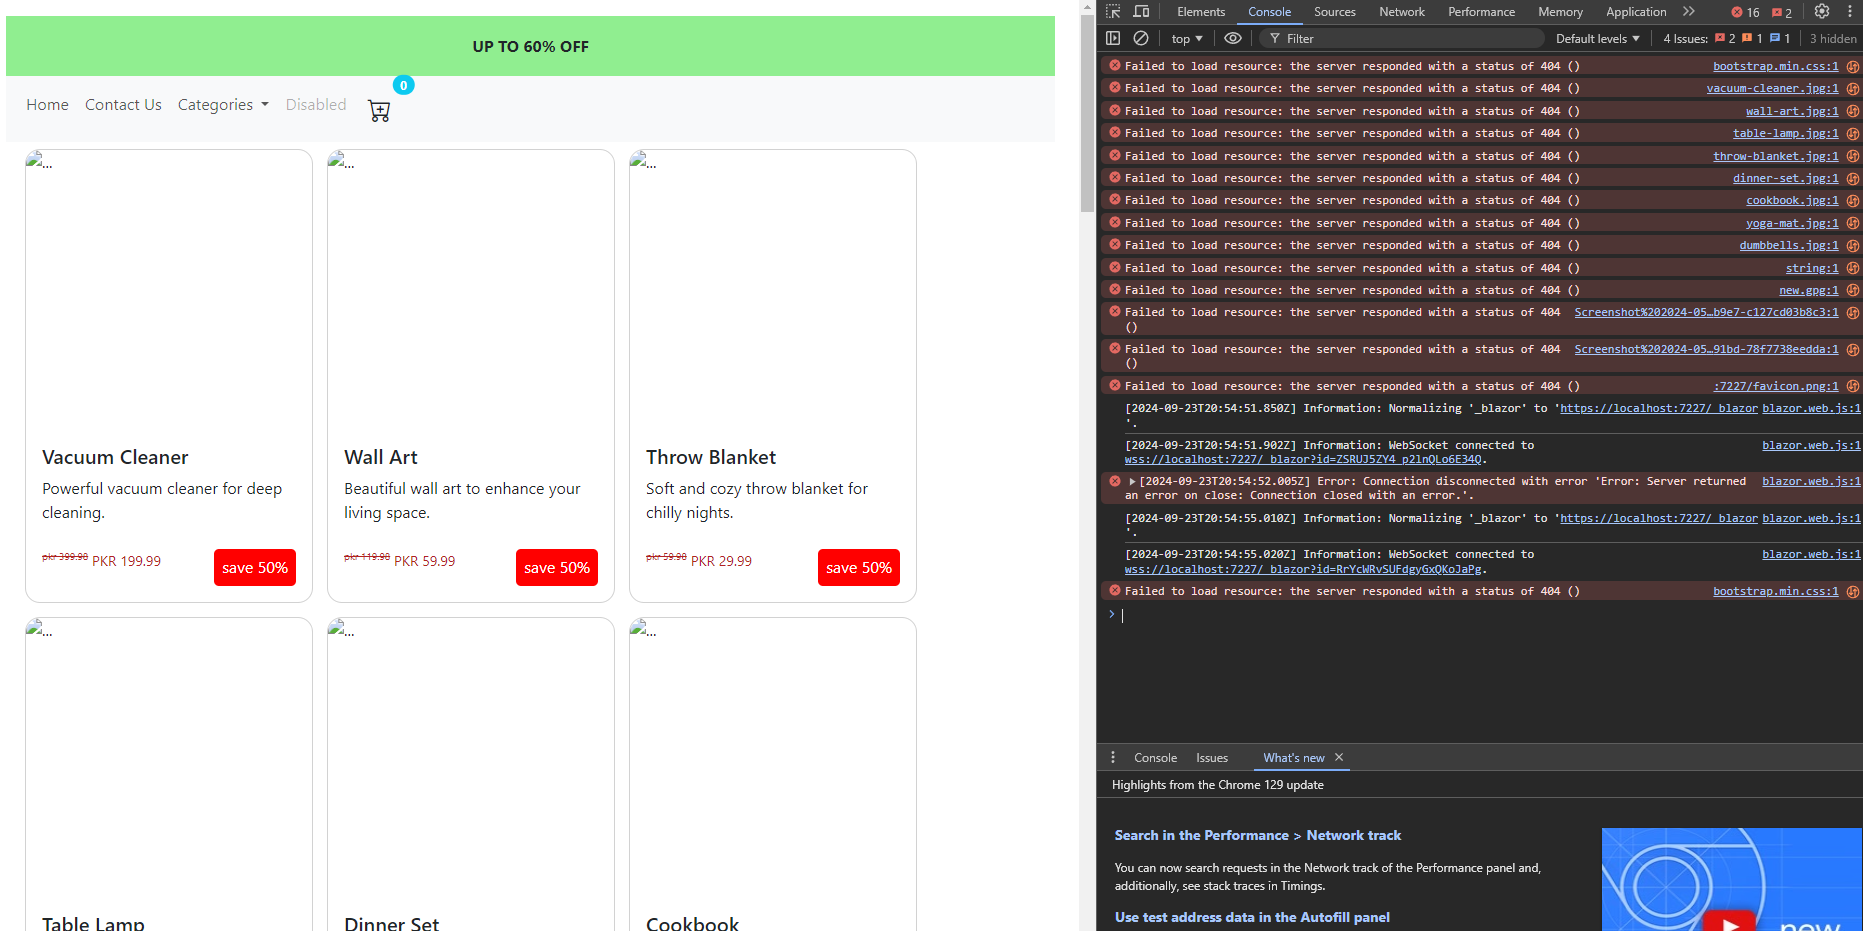 UP TO 60% OFF
Home Contact Us Categories Disabled 0
... ... ...
Vacuum Cleaner Wall Art Throw Blanket
Powerful vacuum cleaner for deep Beautiful wall art to enhance your Soft and cozy throw blanket for
cleaning. living space. chilly nights.
pkr 399.98 PKR 199.99 save 50% pkr 119.98 PKR 59.99 save 50% pkr 59.98 PKR 29.99 save 50%
... ... ...
Table Lamp Dinner Set Cookbook
Elements Console Sources Network Performance Memory Application 16 2
top Filter Default levels 4 Issues: 2 1 1 3 hidden
Failed to load resource: the server responded with a status of 404 () bootstrap.min.css:1
Failed to load resource: the server responded with a status of 404 () vacuum-cleaner.jpg:1
Failed to load resource: the server responded with a status of 404 () wall-art.jpg:1
Failed to load resource: the server responded with a status of 404 () table-lamp.jpg:1
Failed to load resource: the server responded with a status of 404 () throw-blanket.jpg:1
Failed to load resource: the server responded with a status of 404 () dinner-set.jpg:1
Failed to load resource: the server responded with a status of 404 () cookbook.jpg:1
Failed to load resource: the server responded with a status of 404 () yoga-mat.jpg:1
Failed to load resource: the server responded with a status of 404 () dumbbells.jpg:1
Failed to load resource: the server responded with a status of 404 () string:1
Failed to load resource: the server responded with a status of 404 () new.gpg:1
Failed to load resource: the server responded with a status of 404 Screenshot%202024-05…b9e7-c127cd03b8c3:1
()
Failed to load resource: the server responded with a status of 404 Screenshot%202024-05…91bd-78f7738eedda:1
()
Failed to load resource: the server responded with a status of 404 () :7227/favicon.png:1
[2024-09-23T20:54:51.850Z] Information: Normalizing '_blazor' to 'https://localhost:7227/_blazor blazor.web.js:1
'.
[2024-09-23T20:54:51.902Z] Information: WebSocket connected to blazor.web.js:1
wss://localhost:7227/_blazor?id=ZSRUJ5ZY4_p2lnQLo6E34Q.
[2024-09-23T20:54:52.005Z] Error: Connection disconnected with error 'Error: Server returned blazor.web.js:1
an error on close: Connection closed with an error.'.
[2024-09-23T20:54:55.010Z] Information: Normalizing '_blazor' to 'https://localhost:7227/_blazor blazor.web.js:1
'.
[2024-09-23T20:54:55.020Z] Information: WebSocket connected to blazor.web.js:1
wss://localhost:7227/_blazor?id=RrYcWRvSUFdgyGxQKoJaPg.
Failed to load resource: the server responded with a status of 404 () bootstrap.min.css:1
Console Issues What's new
Highlights from the Chrome 129 update
Search in the Performance > Network track
You can now search requests in the Network track of the Performance panel and,
additionally, see stack traces in Timings.
Use test address data in the Autofill panel
new